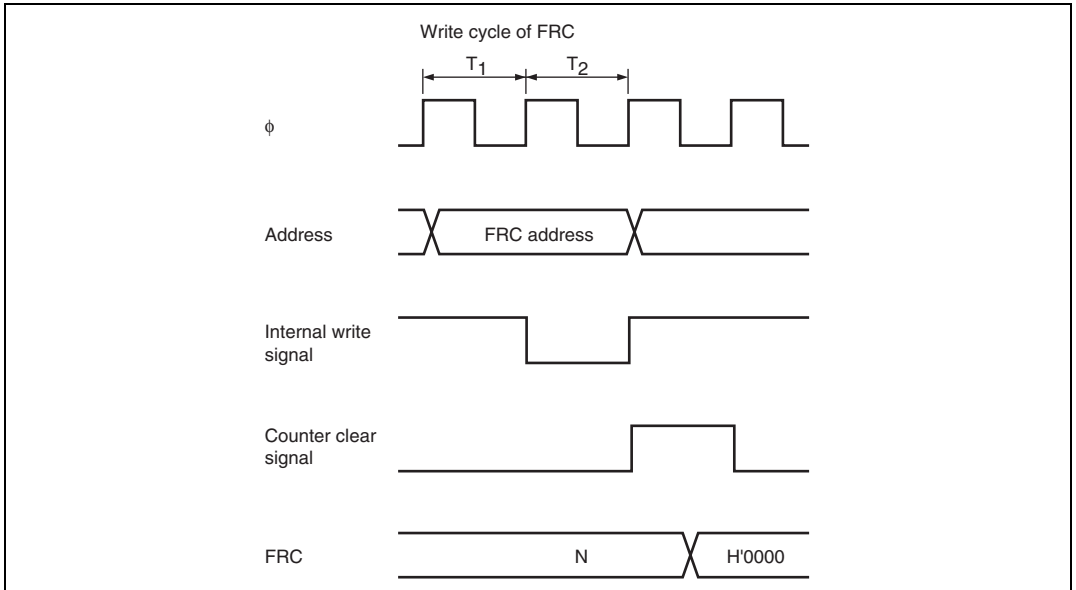 Write cycle of FRC
T1 T2
ϕ
Address FRC address
Internal write
signal
Counter clear
signal
FRC N H'0000